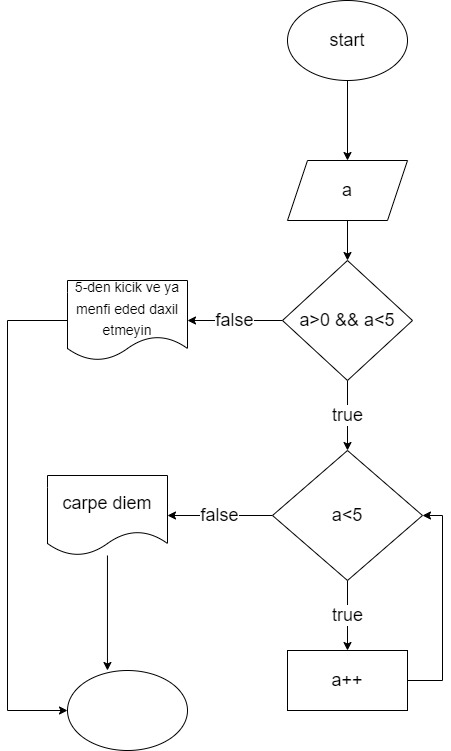 start
a
a>0 && a<5
false
5-den kicik ve ya
menfi eded daxil
etmeyin
true
a<5
false
carpe diem
true
a++